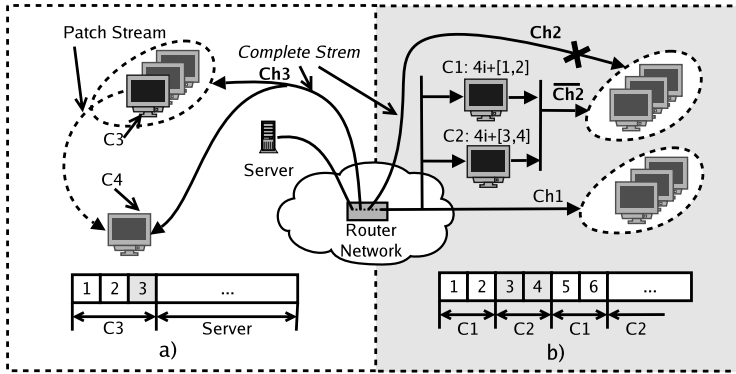 Patch Stream
Complete Strem
Ch3
C3
C4
Server
Router
Network
1 2 3 ...
C3 Server
a)
Ch2
C1: 4i+[1,2]
Ch2
C2: 4i+[3,4]
Ch1
1 2 3 4 5 6 ...
C1 C2 C1 C2
b)